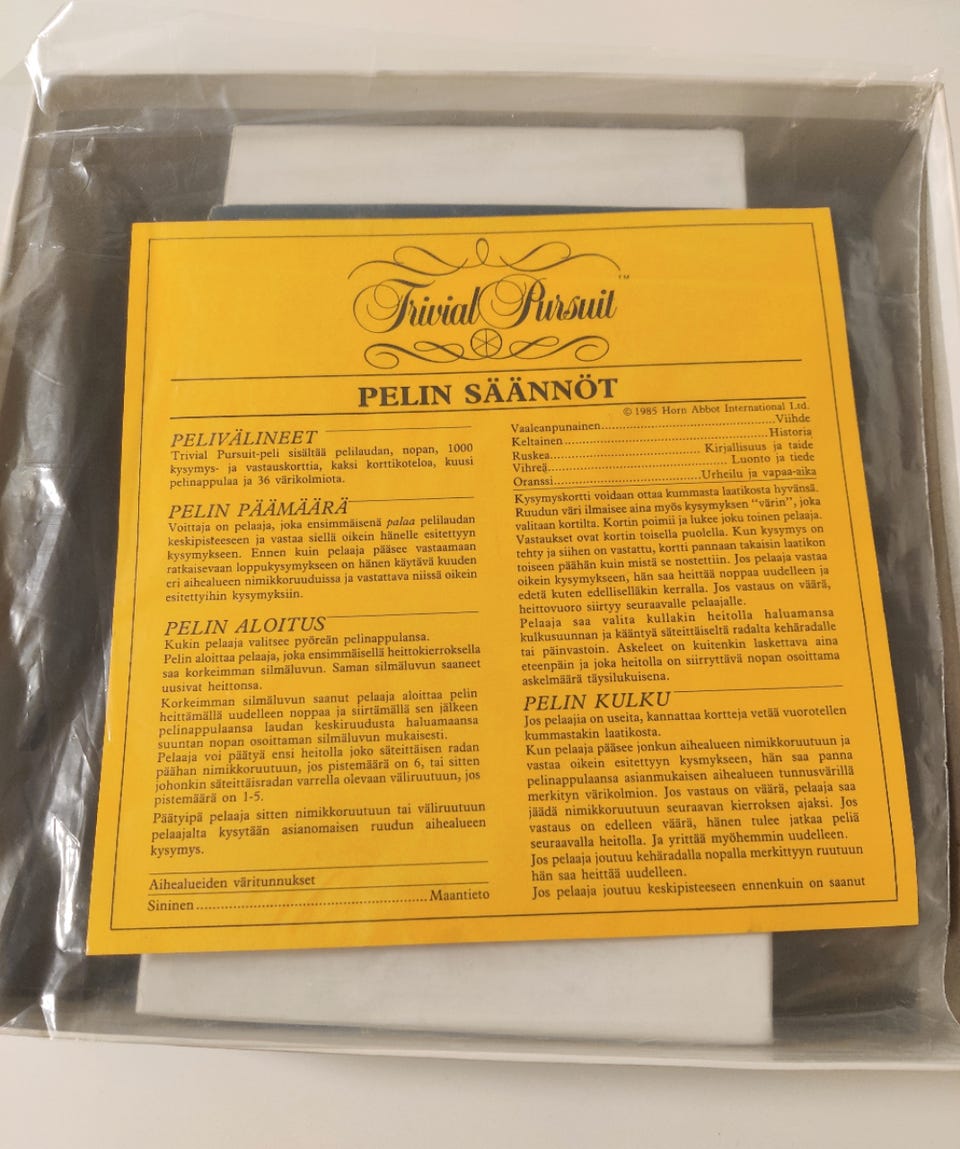 Trivial Pursuit™
PELIN SÄÄNNÖT
© 1985 Horn Abbot International Ltd.
PELIVÄLINEET
Trivial Pursuit-peli sisältää pelilaudan, nopan, 1000
kysymys- ja vastauskorttia, kaksi korttikoteloa, kuusi
pelinappulaa ja 36 värikolmiota.
PELIN PÄÄMÄÄRÄ
Voittaja on pelaaja, joka ensimmäisenä palaa pelilaudan
keskipisteeseen ja vastaa siellä oikein hänelle esitettyyn
kysymykseen. Ennen kuin pelaaja pääsee vastaamaan
ratkaisevaan loppukysymykseen on hänen käytävä kuuden
eri aihealueen nimikkoruuduissa ja vastattava niissä oikein
esitettyihin kysymyksiin.
PELIN ALOITUS
Kukin pelaaja valitsee pyöreän pelinappulansa.
Pelin aloittaa pelaaja, joka ensimmäisellä heittokierroksella
saa korkeimman silmäluvun. Saman silmäluvun saaneet
uusivat heittonsa.
Korkeimman silmäluvun saanut pelaaja aloittaa pelin
heittämällä uudelleen noppaa ja siirtämällä sen jälkeen
pelinappulaansa laudan keskiruudusta haluamaansa
suuntan nopan osoittaman silmäluvun mukaisesti.
Pelaaja voi päätyä ensi heitolla joko säteittäisen radan
päähan nimikkoruutuun, jos pistemäärä on 6, tai sitten
johonkin säteittäisradan varrella olevaan väliruutuun, jos
pistemäärä on 1-5.
Päätyipä pelaaja sitten nimikkoruutuun tai väliruutuun
pelaajalta kysytään asianomaisen ruudun aihealueen
kysymys.
Aihealueiden väritunnukset
Sininen..........Maantieto
Vaaleanpunainen..........Viihde
Keltainen..........Historia
Ruskea..........Kirjallisuus ja taide
Vihreä..........Luonto ja tiede
Oranssi..........Urheilu ja vapaa-aika
Kysymyskortti voidaan ottaa kummasta laatikosta hyvänsä.
Ruudun väri ilmaisee aina myös kysymyksen "värin", joka
valitaan kortilta. Kortin poimii ja lukee joku toinen pelaaja.
Vastaukset ovat kortin toisella puolella. Kun kysymys on
tehty ja siihen on vastattu, kortti pannaan takaisin laatikon
toiseen päähän kuin mistä se nostettiin. Jos pelaaja vastaa
oikein kysymykseen, hän saa heittää noppaa uudelleen ja
edetä kuten edelliselläkin kerralla. Jos vastaus on väärä,
heittovuoro siirtyy seuraavalle pelaajalle.
Pelaaja saa valita kullakin heitolla haluamansa
kulkusuunnan ja kääntyä säteittäiseltä radalta kehäradalle
tai päinvastoin. Askeleet on kuitenkin laskettava aina
eteenpäin ja joka heitolla on siirryttävä nopan osoittama
askelmäärä täysilukuisena.
PELIN KULKU
Jos pelaajia on useita, kannattaa kortteja vetää vuorotellen
kummastakin laatikosta.
Kun pelaaja pääsee jonkun aihealueen nimikkoruutuun ja
vastaa oikein esitettyyn kysmykseen, hän saa panna
pelinappulaansa asianmukaisen aihealueen tunnusvärillä
merkityn värikolmion. Jos vastaus on väärä, pelaaja saa
jäädä nimikkoruutuun seuraavan kierroksen ajaksi. Jos
vastaus on edelleen väärä, hänen tulee jatkaa peliä
seuraavalla heitolla. Ja yrittää myöhemmin uudelleen.
Jos pelaaja joutuu kehäradalla nopalla merkittyyn ruutuun
hän saa heittää uudelleen.
Jos pelaaja joutuu keskipisteeseen ennenkuin on saanut